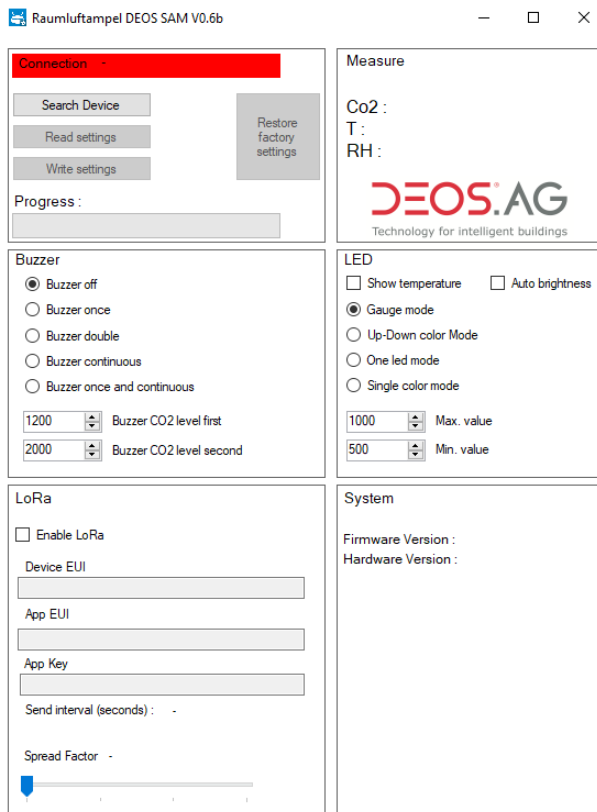 Raumluftampel DEOS SAM V0.6b
Connection -
Search Device
Read settings
Write settings
Restore
factory
settings
Progress :
Measure
Co2 :
T :
RH :
DEOS.AG
Technology for intelligent buildings
Buzzer
Buzzer off
Buzzer once
Buzzer double
Buzzer continuous
Buzzer once and continuous
1200 Buzzer CO2 level first
2000 Buzzer CO2 level second
LED
Show temperature Auto brightness
Gauge mode
Up-Down color Mode
One led mode
Single color mode
1000 Max. value
500 Min. value
LoRa
Enable LoRa
Device EUI
App EUI
App Key
Send interval (seconds) : -
Spread Factor -
System
Firmware Version :
Hardware Version :